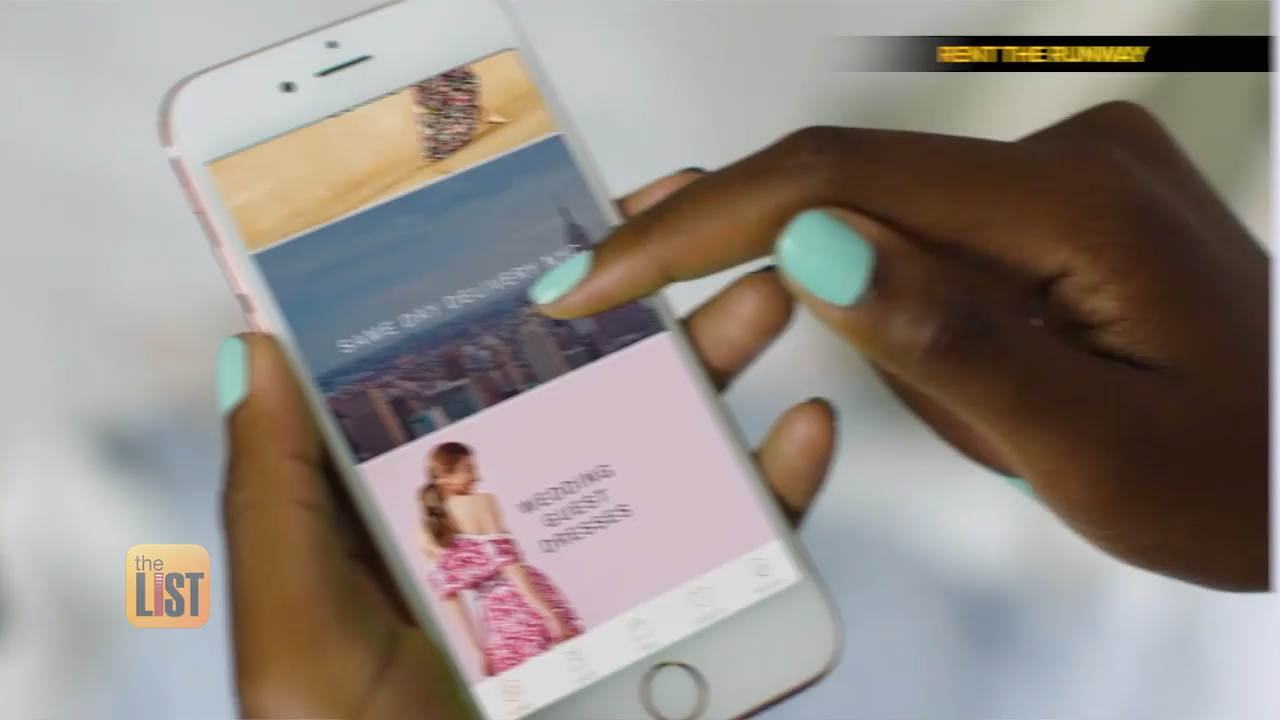 RENT THE RUNWAY
SAME DAY DELIVERY NYC
WEDDING
GUEST
DRESSES
the
LIST